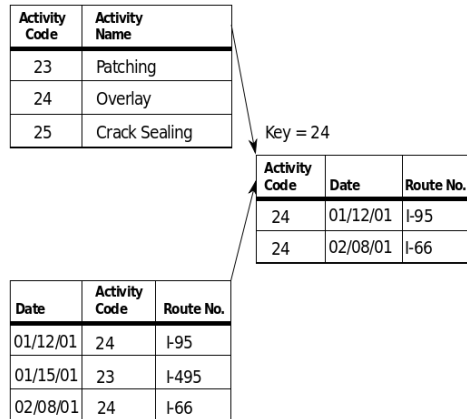 Activity Code Activity Name
23 Patching
24 Overlay
25 Crack Sealing
Key = 24
Activity Code Date Route No.
24 01/12/01 I-95
24 02/08/01 I-66
Date Activity Code Route No.
01/12/01 24 I-95
01/15/01 23 I-495
02/08/01 24 I-66